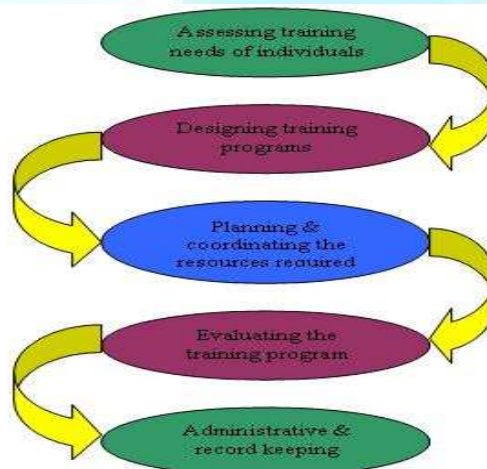 Assessing training
needs of individuals
Designing training
programs
Planning &
coordinating the
resources required
Evaluating the
training program
Administrative &
record keeping